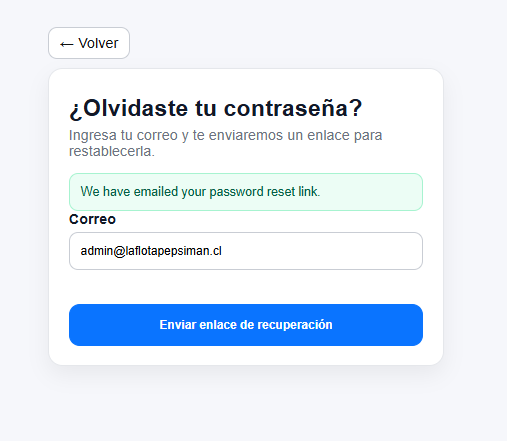 ← Volver
¿Olvidaste tu contraseña?
Ingresa tu correo y te enviaremos un enlace para
restablecerla.
We have emailed your password reset link.
Correo
admin@laflotapepsiman.cl
Enviar enlace de recuperación